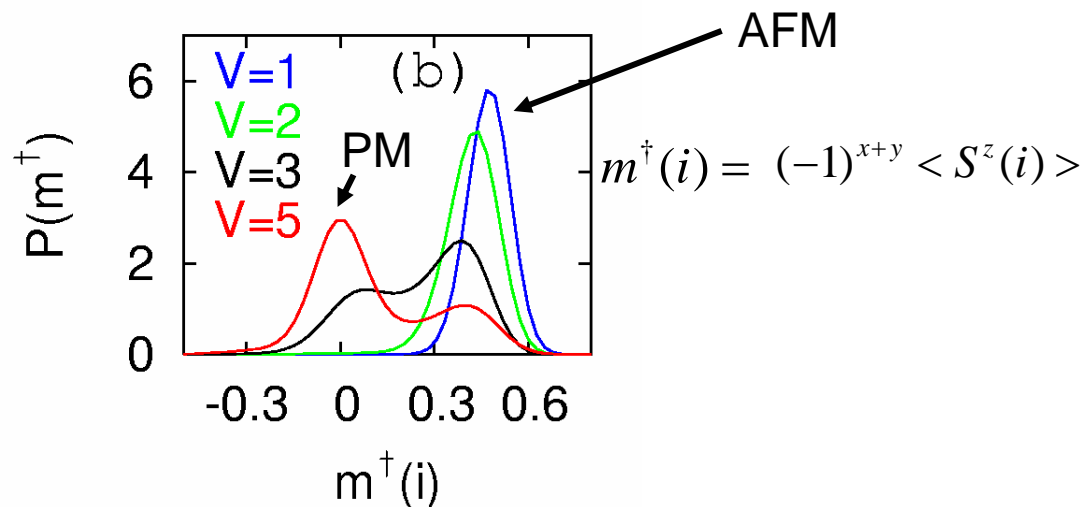 AFM
6
V=1
(b)
V=2
PM
m†(i) = (-1)^{x+y} < S^z(i) >
4
V=3
V=5
P(m†)
2
0
-0.3 0 0.3 0.6
m†(i)